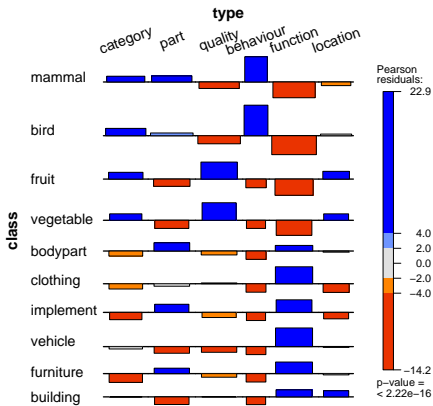 type
category part quality behaviour function location
class
mammal
bird
fruit
vegetable
bodypart
clothing
implement
vehicle
furniture
building
Pearson
residuals:
22.9
4.0
2.0
0.0
−2.0
−4.0
−14.2
p−value =
< 2.22e−16